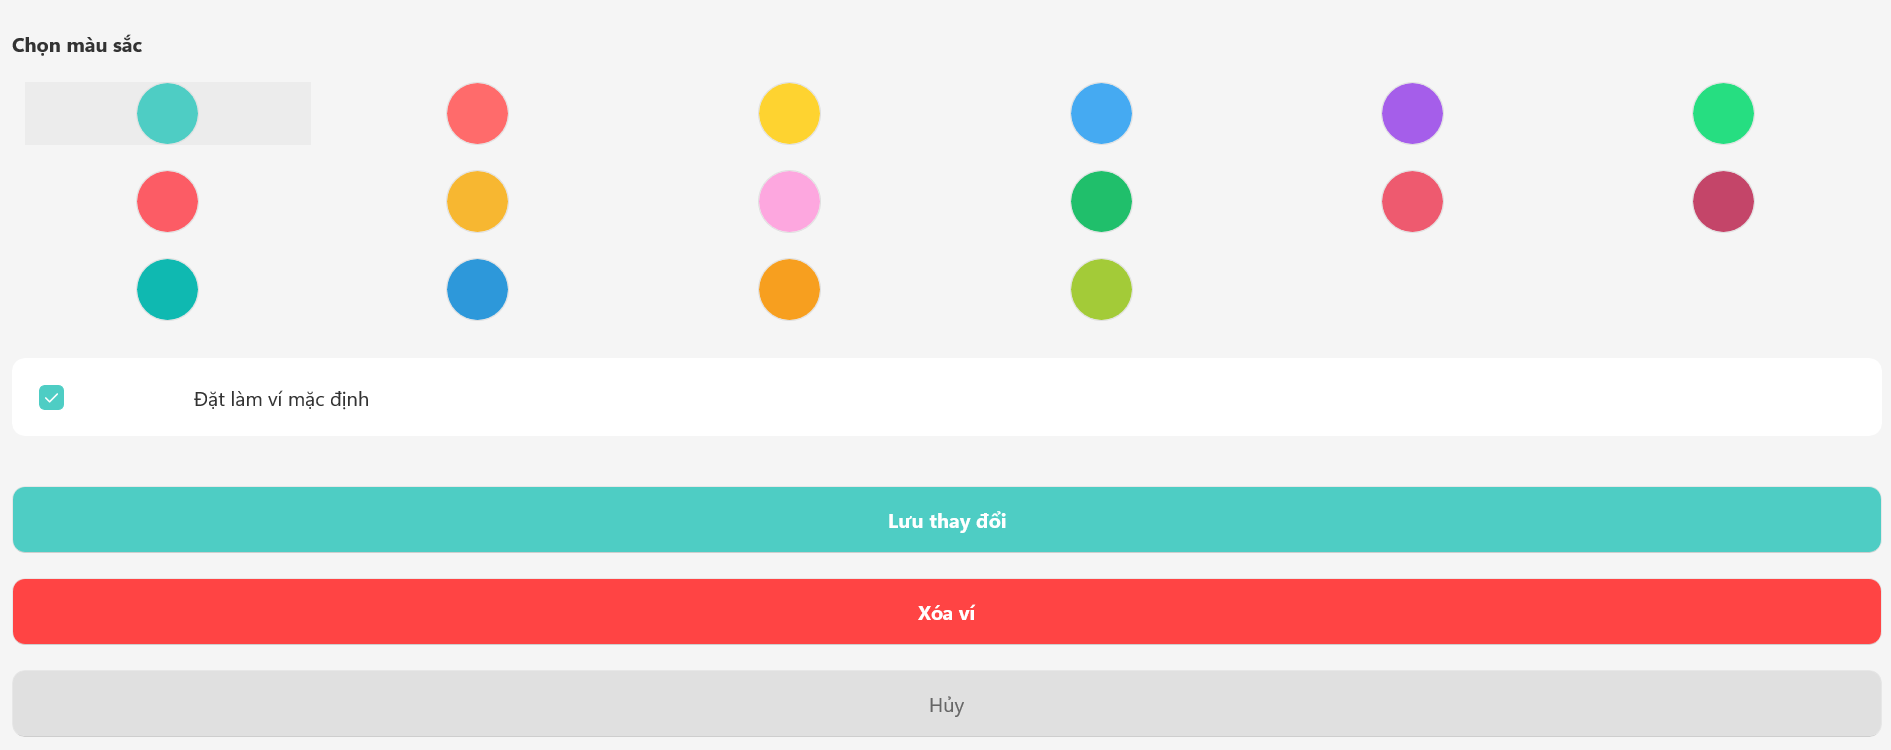 Chọn màu sắc
Đặt làm ví mặc định
Lưu thay đổi
Xóa ví
Hủy